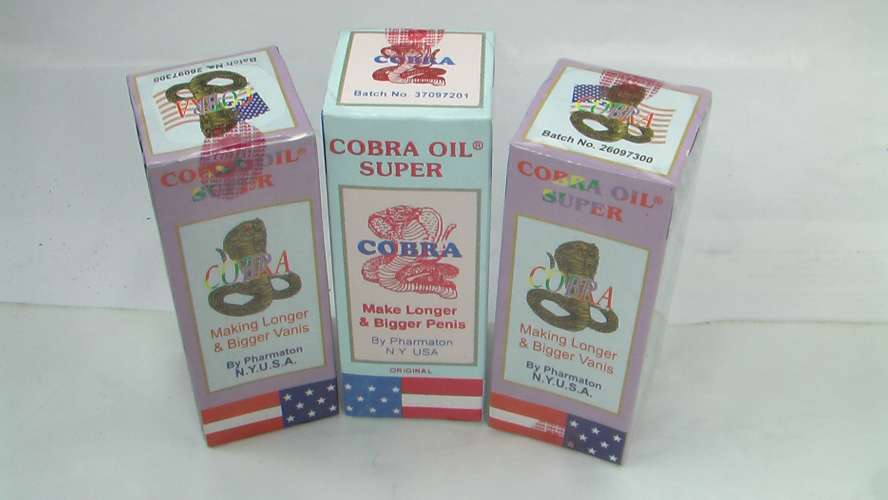 Batch No. 26097300
COBRA
COBRA OIL
SUPER
COBRA
Making Longer
& Bigger Vanis
By Pharmaton
N.Y.U.S.A.
COBRA
Batch No. 37097201
COBRA OIL®
SUPER
COBRA
Make Longer
& Bigger Penis
By Pharmaton
N Y USA
ORIGINAL
COBRA
Batch No. 26097300
COBRA OIL®
SUPER
COBRA
Making Longer
& Bigger Vanis
By Pharmaton
N.Y.U.S.A.